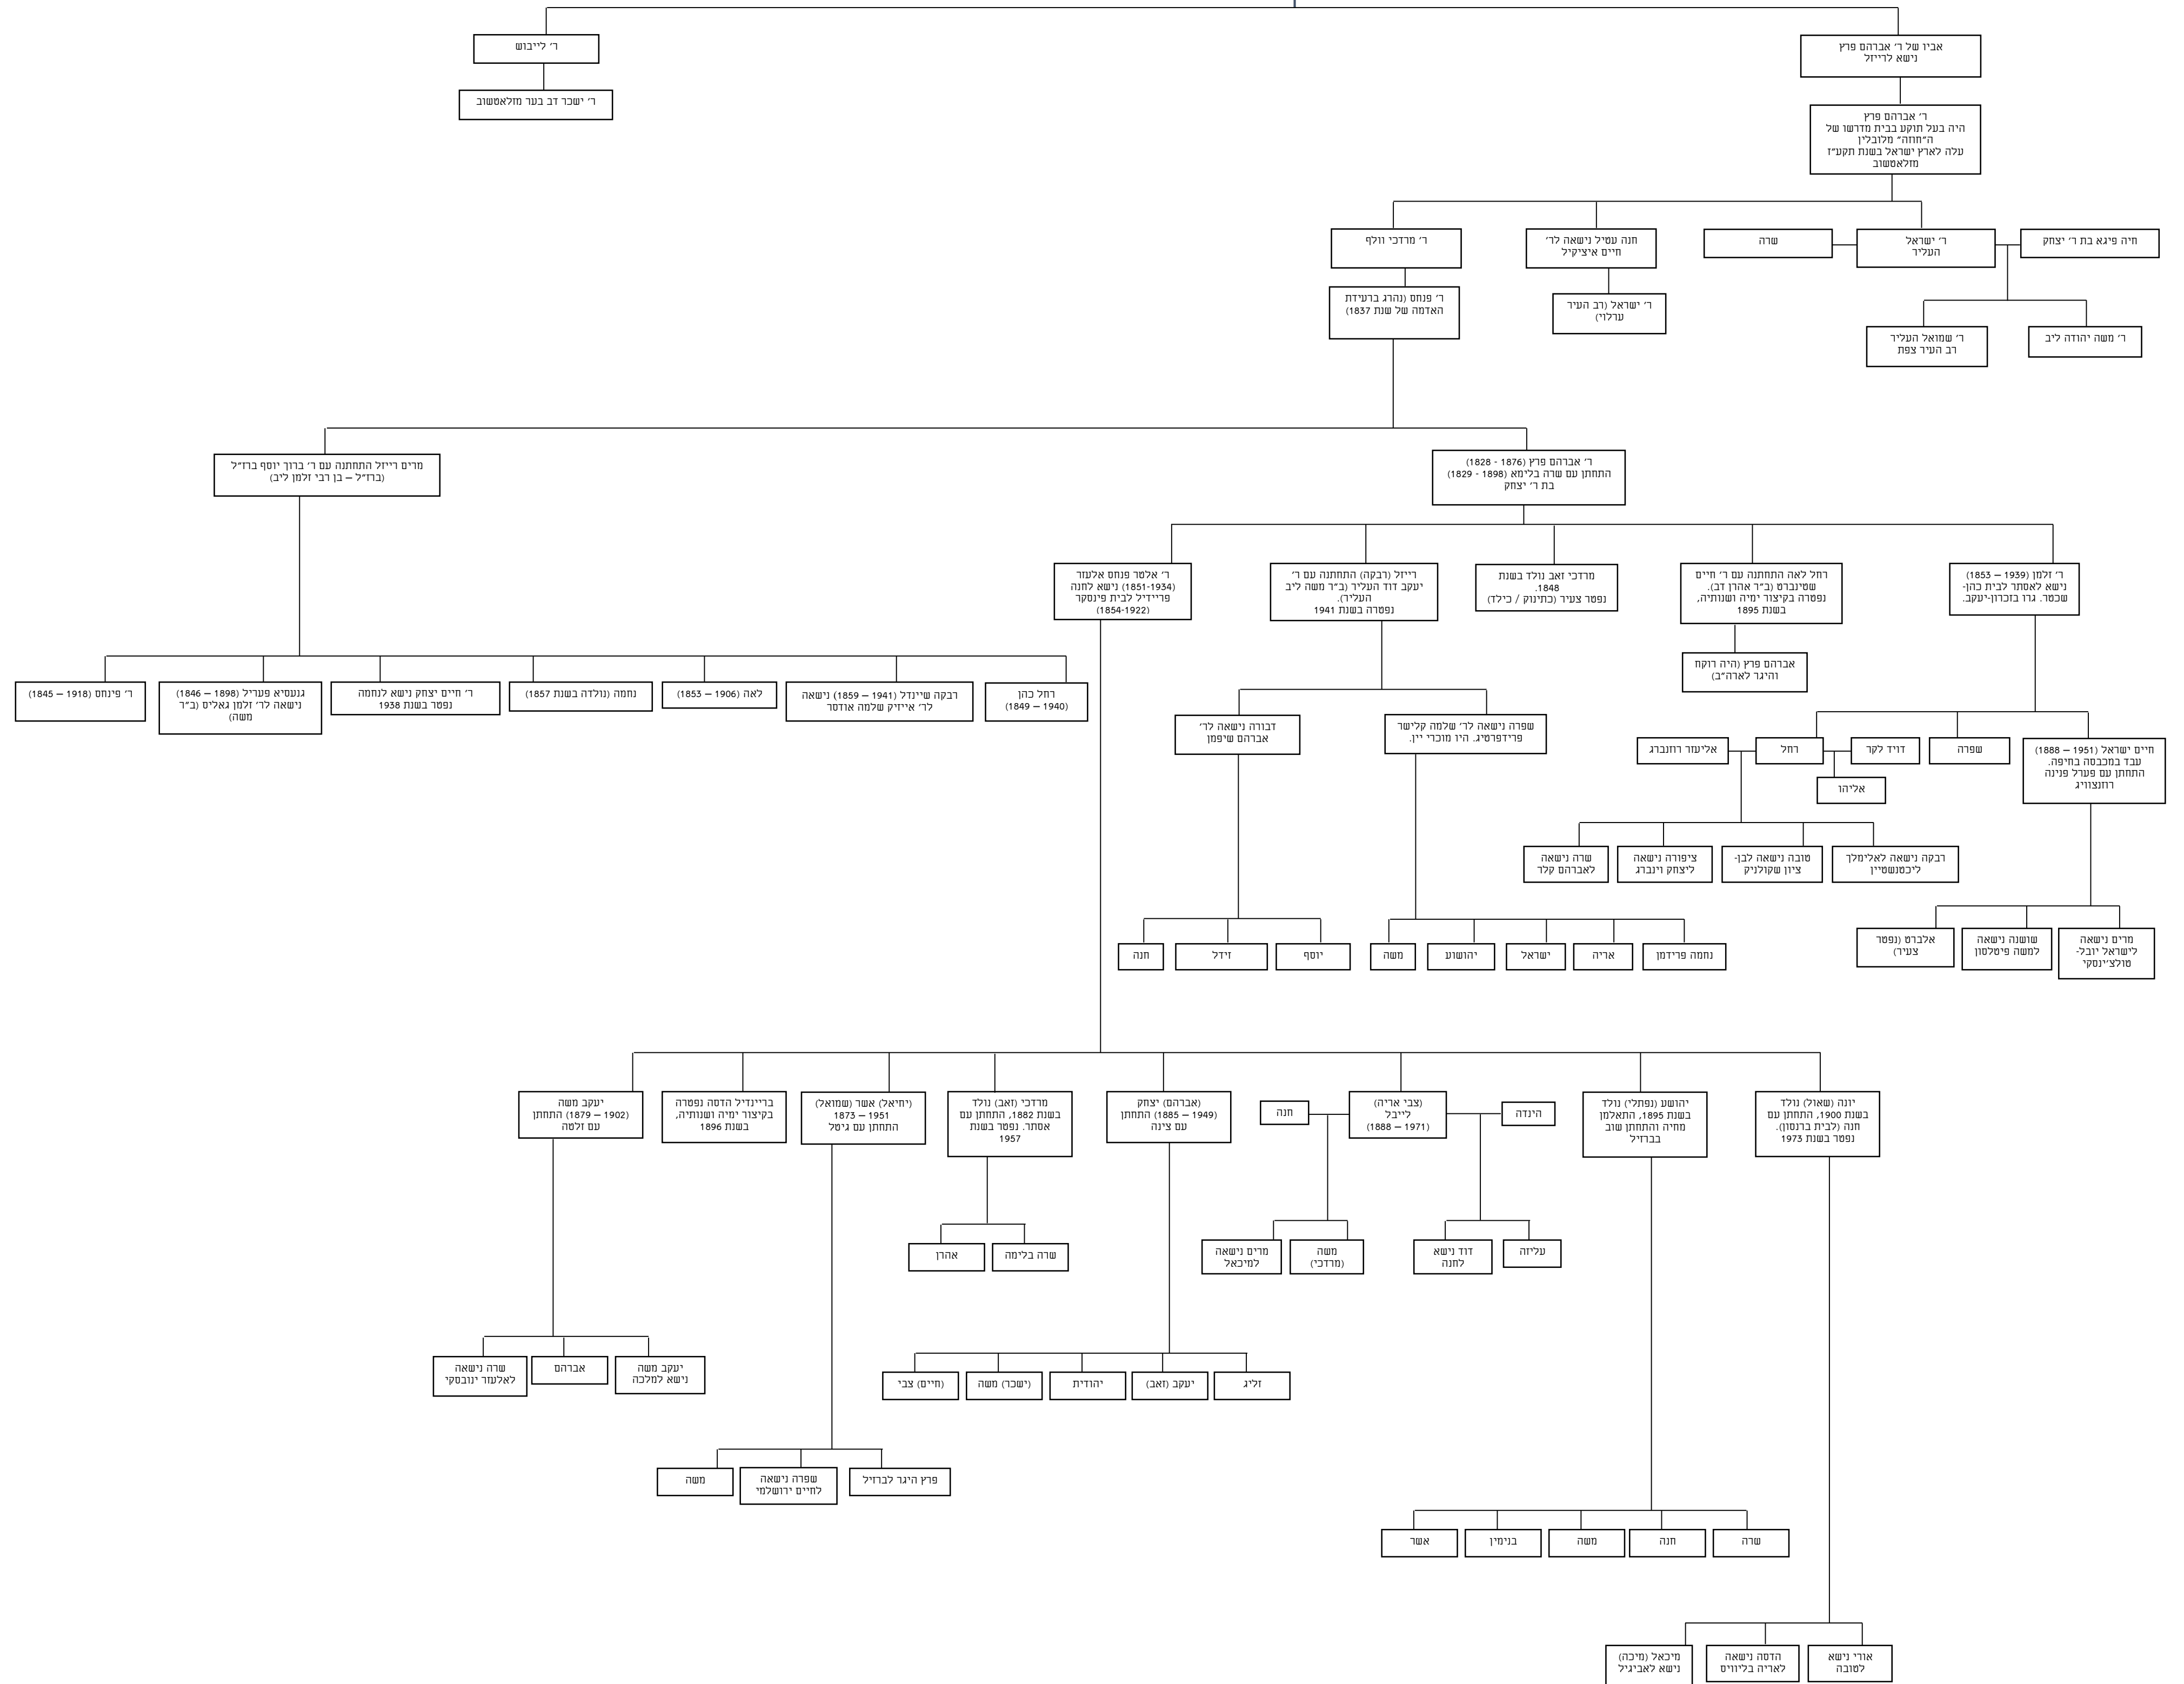 אביו של ר' אברהם פרץ
נישא לרייזל
ר' לייבוש
ר' ישכר דב בער מזלאטשוב
ר' אברהם פרץ
היה בעל תוקע בבית מדרשו של
ה"חוזה" מלובלין
עלה לארץ ישראל בשנת תקע"ז
מזלאטשוב
חיה פיגא בת ר' יצחק
ר' ישראל
העליר
שרה
חנה עטיל נישאה לר'
חיים איציקיל
ר' מרדכי וולף
ר' משה יהודה ליב
ר' שמואל העליר
רב העיר צפת
ר' ישראל (רב העיר
ערלוי)
ר' פנחס (נהרג ברעידת
האדמה של שנת 1837)
ר' אברהם פרץ (1876 - 1828)
התחתן עם שרה בלימא (1898 - 1829)
בת ר' יצחק
מרים רייזל התחתנה עם ר' ברוך יוסף ברז"ל
(ברז"ל – בן רבי זלמן ליב)
ר' זלמן (1939 – 1853)
נישא לאסתר לבית כהן-
שכטר. גרו בזכרון-יעקב.
רחל לאה התחתנה עם ר' חיים
שטינברט (ב"ר אהרן דב).
נפטרה בקיצור ימיה ושנותיה,
בשנת 1895
מרדכי זאב נולד בשנת
1848.
נפטר צעיר (כתינוק / כילד)
רייזל (רבקה) התחתנה עם ר'
יעקב דוד העליר (ב"ר משה ליב
העליר).
נפטרה בשנת 1941
ר' אלטר פנחס אלעזר
(1851-1934) נישא לחנה
פריידיל לבית פינסקר
(1854-1922)
אברהם פרץ (היה רוקח
והיגר לארה"ב)
רחל כהן
(1849 – 1940)
רבקה שיינדל (1941 – 1859) נישאה
לר' אייזיק שלמה אודסר
לאה (1906 – 1853)
נחמה (נולדה בשנת 1857)
ר' חיים יצחק נישא לנחמה
נפטר בשנת 1938
גנעסיא פעריל (1898 – 1846)
נישאה לר' זלמן גאליס (ב"ר
משה)
ר' פינחס (1918 – 1845)
שפרה נישאה לר' שלמה קלישר
פרידפרטיג. היו מוכרי יין.
דבורה נישאה לר'
אברהם שיפמן
חיים ישראל (1951 – 1888)
עבד במכבסה בחיפה.
התחתן עם פערל פנינה
רוזנצוויג
שפרה
דויד לקר
רחל
אליעזר רוזנברג
אליהו
רבקה נישאה לאלימלך
ליכטנשטיין
טובה נישאה לבן-
ציון שקולניק
ציפורה נישאה
ליצחק וינברג
שרה נישאה
לאברהם קלר
מרים נישאה
לישראל יובל-
טולצ'ינסקי
שושנה נישאה
למשה פיטלסון
אלברט (נפטר
צעיר)
נחמה פרידמן
אריה
ישראל
יהושוע
משה
יוסף
זידל
חנה
יונה (שאול) נולד
בשנת 1900, התחתן עם
חנה (לבית ברנסון).
נפטר בשנת 1973
יהושע (נפתלי) נולד
בשנת 1895, התאלמן
מחיה והתחתן שוב
בברזיל
הינדה
(צבי אריה)
לייבל
(1888 – 1971)
חנה
(אברהם) יצחק
(1885 – 1949) התחתן
עם צינה
מרדכי (זאב) נולד
בשנת 1882, התחתן עם
אסתר. נפטר בשנת
1957
(יחיאל) אשר (שמואל)
1873 – 1951
התחתן עם גיטל
בריינדיל הדסה נפטרה
בקיצור ימיה ושנותיה,
בשנת 1896
יעקב משה
(1879 – 1902) התחתן
עם זלטה
עליזה
דוד נישא
לחנה
משה
(מרדכי)
מרים נישאה
למיכאל
שרה בלימה
אהרן
יעקב משה
נישא למלכה
אברהם
שרה נישאה
לאלעזר ינובסקי
זליג
יעקב (זאב)
יהודית
(ישכר) משה
(חיים) צבי
פרץ היגר לברזיל
שפרה נישאה
לחיים ירושלמי
משה
שרה
חנה
משה
בנימין
אשר
אורי נישא
לטובה
הדסה נישאה
לאריה בליוויס
מיכאל (מיכה)
נישא לאביגיל